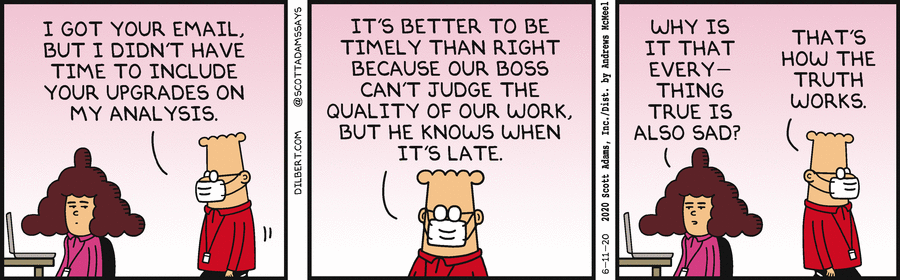 I GOT YOUR EMAIL,
BUT I DIDN'T HAVE
TIME TO INCLUDE
YOUR UPGRADES ON
MY ANALYSIS.
DILBERT.COM @SCOTTADAMSSAYS
IT'S BETTER TO BE
TIMELY THAN RIGHT
BECAUSE OUR BOSS
CAN'T JUDGE THE
QUALITY OF OUR WORK,
BUT HE KNOWS WHEN
IT'S LATE.
6-11-20 2020 Scott Adams, Inc./Dist. by Andrews McMeel
WHY IS
IT THAT
EVERY—
THING
TRUE IS
ALSO SAD?
THAT'S
HOW THE
TRUTH
WORKS.